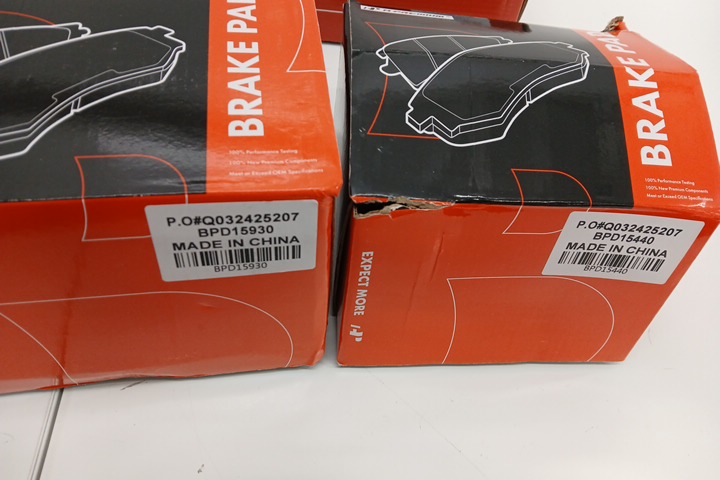 BRAKE PA
100% Performance Testing
100% New Premium Components
Meet or Exceed OEM Specifications
P.O#Q032425207
BPD15930
MADE IN CHINA
BPD15930
BRAKE PA
100% Performance Testing
100% New Premium Components
Meet or Exceed OEM Specifications
P.O#Q032425207
BPD15440
MADE IN CHINA
BPD15440
EXPECT MORE